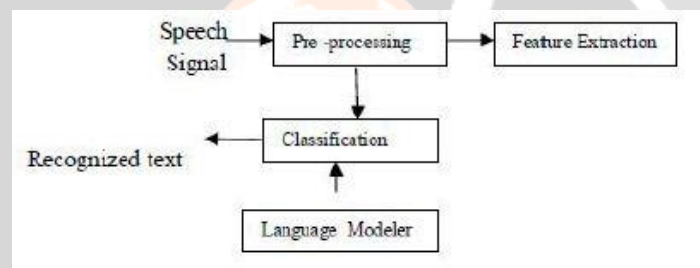 Speech
Signal
Pre -processing
Feature Extraction
Classification
Recognized text
Language Modeler